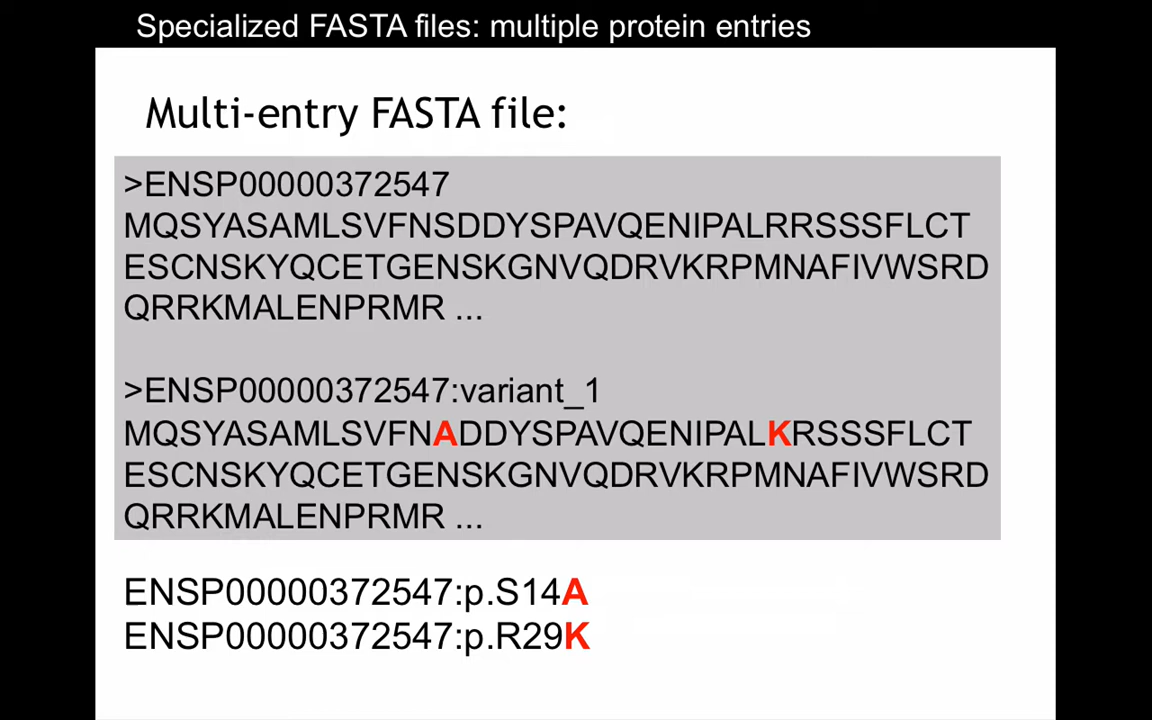 Specialized FASTA files: multiple protein entries
Multi-entry FASTA file:
>ENSP00000372547
MQSYASAMLSVFNSDDYSPAVQENIPALRRSSSFLCT
ESCNSKYQCETGENSKGNVQDRVKRPMNAFIVWSRD
QRRKMALENPRMR ...
>ENSP00000372547:variant_1
MQSYASAMLSVFNADDYSPAVQENIPALKRSSSFLCT
ESCNSKYQCETGENSKGNVQDRVKRPMNAFIVWSRD
QRRKMALENPRMR ...
ENSP00000372547:p.S14A
ENSP00000372547:p.R29K